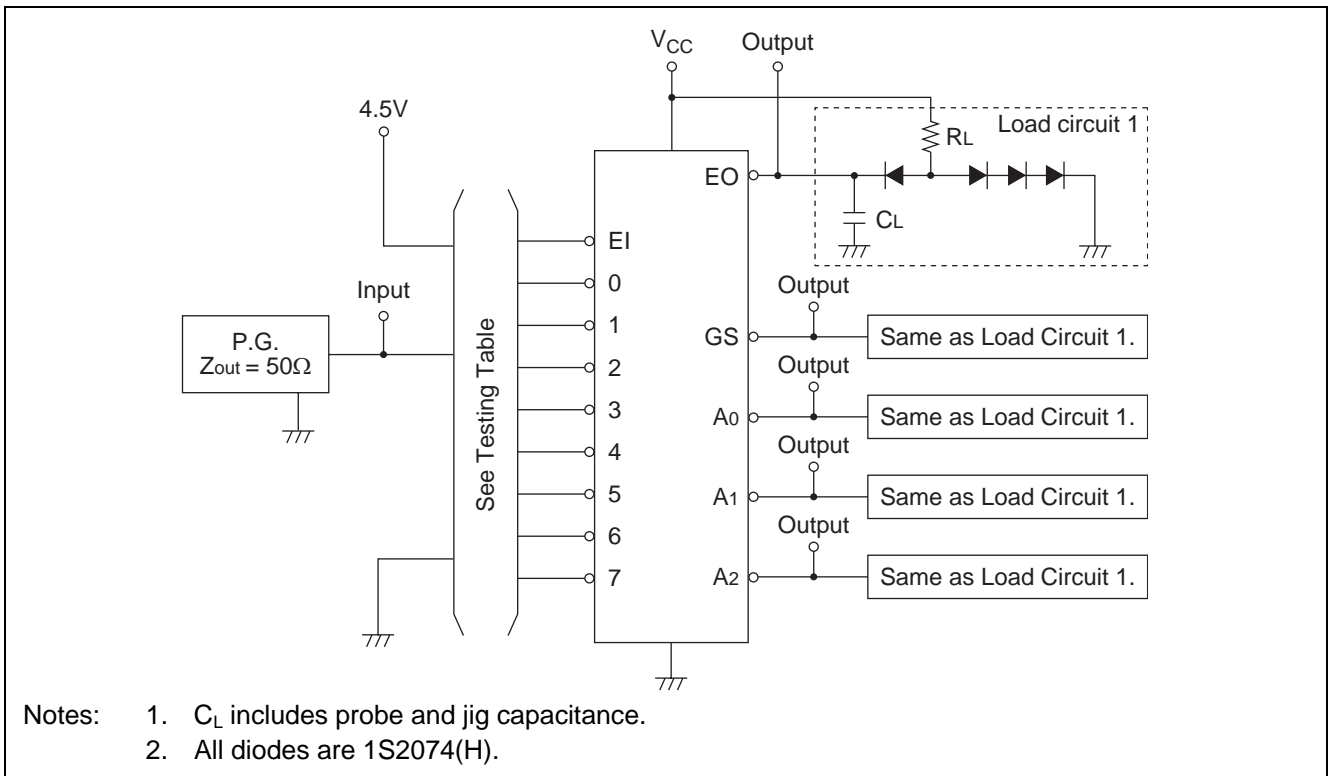 VCC
Output
4.5V
Load circuit 1
RL
EO
CL
EI
0
1
2
3
4
5
6
7
Input
P.G.
Zout = 50Ω
See Testing Table
Output
GS
Same as Load Circuit 1.
Output
A0
Same as Load Circuit 1.
Output
A1
Same as Load Circuit 1.
Output
A2
Same as Load Circuit 1.
Notes: 1. CL includes probe and jig capacitance.
2. All diodes are 1S2074(H).